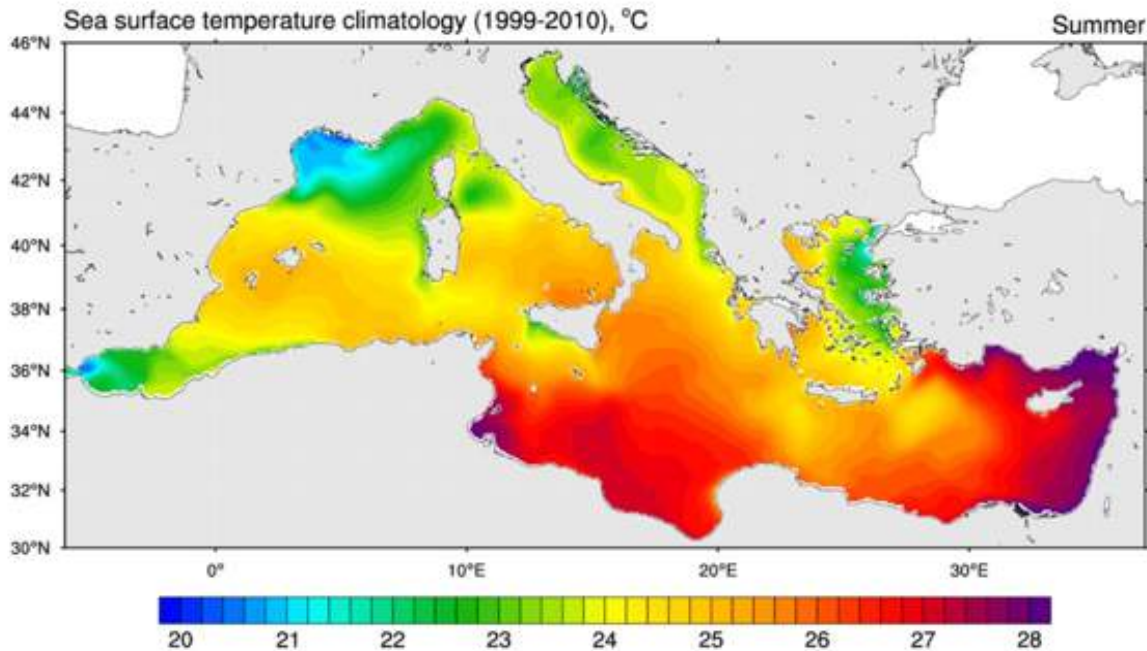 Sea surface temperature climatology (1999-2010), °C
Summer
46°N
44°N
42°N
40°N
38°N
36°N
34°N
32°N
30°N
0° 10°E 20°E 30°E
20 21 22 23 24 25 26 27 28